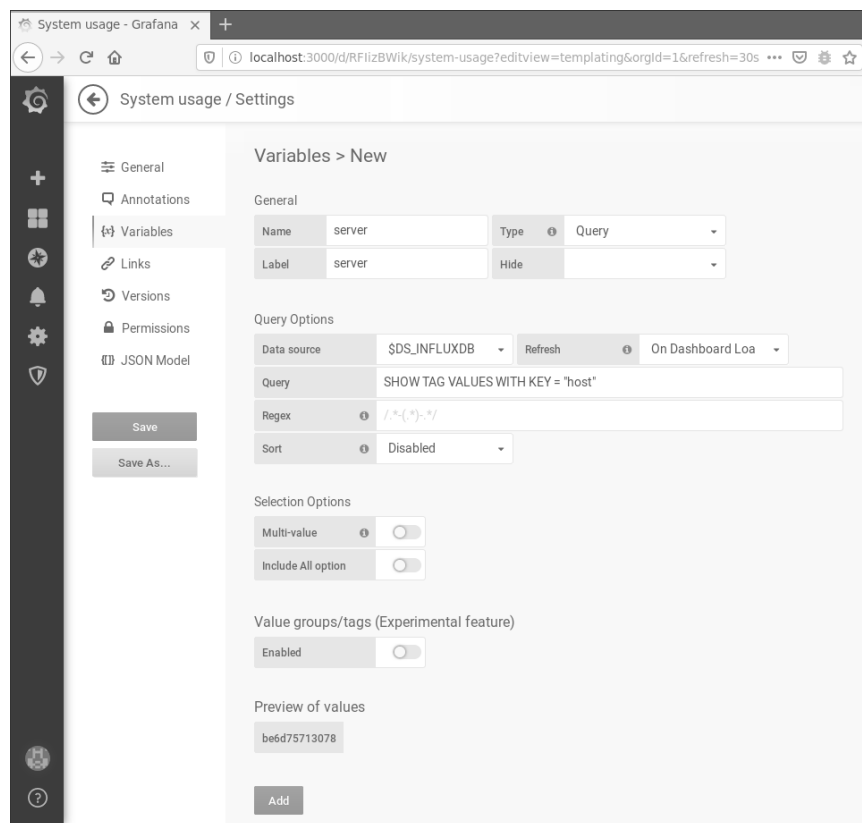 System usage - Grafana × +
localhost:3000/d/RFIizBWik/system-usage?editview=templating&orgId=1&refresh=30s
System usage / Settings
General
Annotations
Variables
Links
Versions
Permissions
JSON Model
Save
Save As...
Variables > New
General
Name server Type Query
Label server Hide
Query Options
Data source $DS_INFLUXDB Refresh On Dashboard Loa
Query SHOW TAG VALUES WITH KEY = "host"
Regex /.*-(.*)-.*/
Sort Disabled
Selection Options
Multi-value
Include All option
Value groups/tags (Experimental feature)
Enabled
Preview of values
be6d75713078
Add